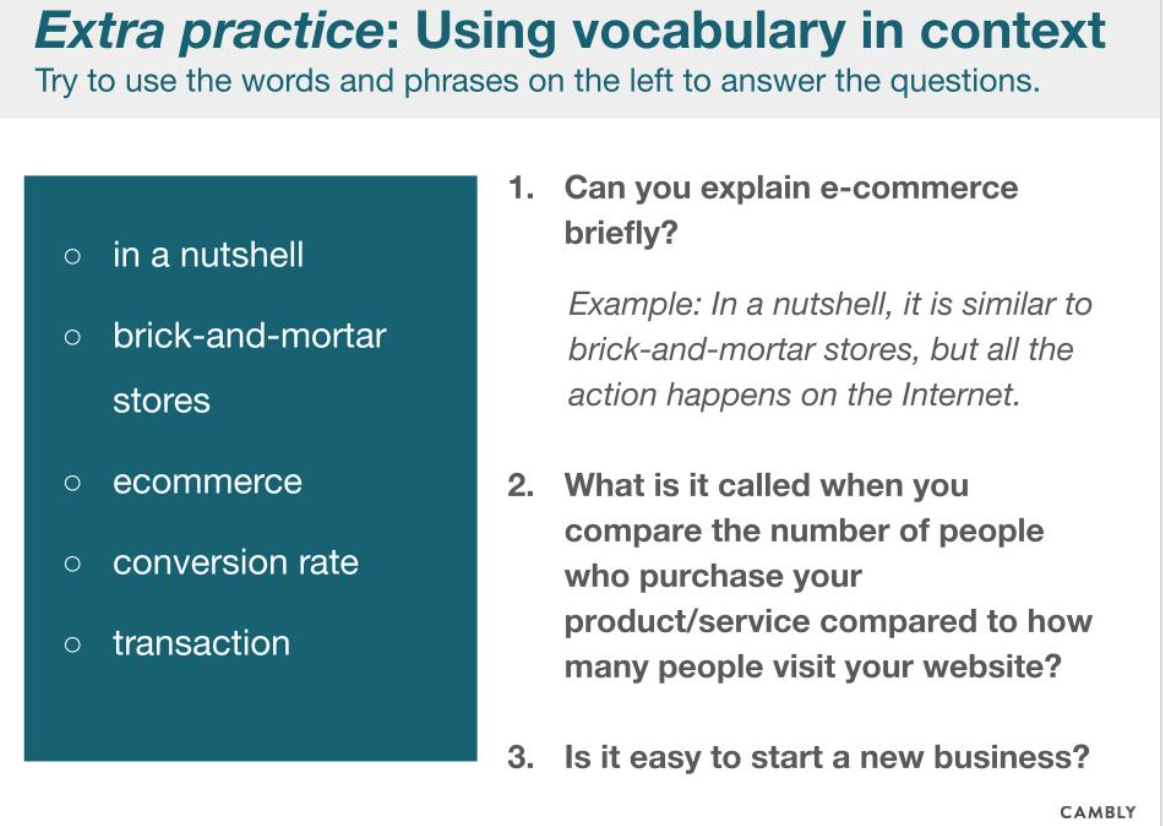 Extra practice: Using vocabulary in context
Try to use the words and phrases on the left to answer the questions.
○ in a nutshell
○ brick-and-mortar
stores
○ ecommerce
○ conversion rate
○ transaction
1. Can you explain e-commerce
briefly?
Example: In a nutshell, it is similar to
brick-and-mortar stores, but all the
action happens on the Internet.
2. What is it called when you
compare the number of people
who purchase your
product/service compared to how
many people visit your website?
3. Is it easy to start a new business?
CAMBLY